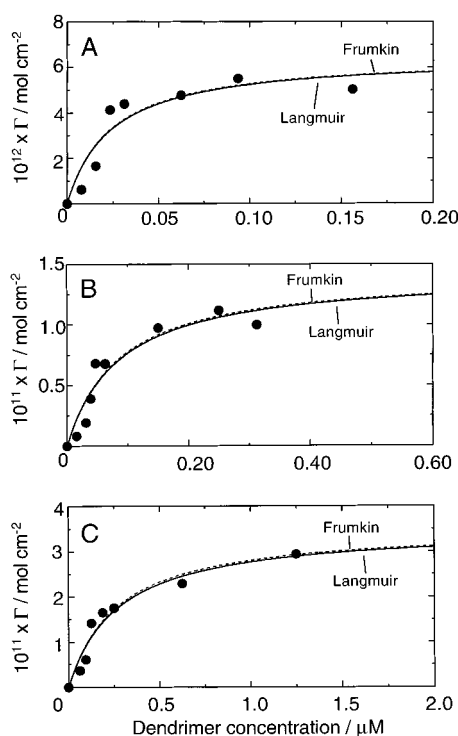 A
10¹² x Γ / mol cm⁻²
8
6
4
2
0
Frumkin
Langmuir
0 0.05 0.10 0.15 0.20
B
10¹¹ x Γ / mol cm⁻²
1.5
1.0
0.5
0
Frumkin
Langmuir
0 0.20 0.40 0.60
C
10¹¹ x Γ / mol cm⁻²
4
3
2
1
0
Frumkin
Langmuir
0 0.5 1.0 1.5 2.0
Dendrimer concentration / μM